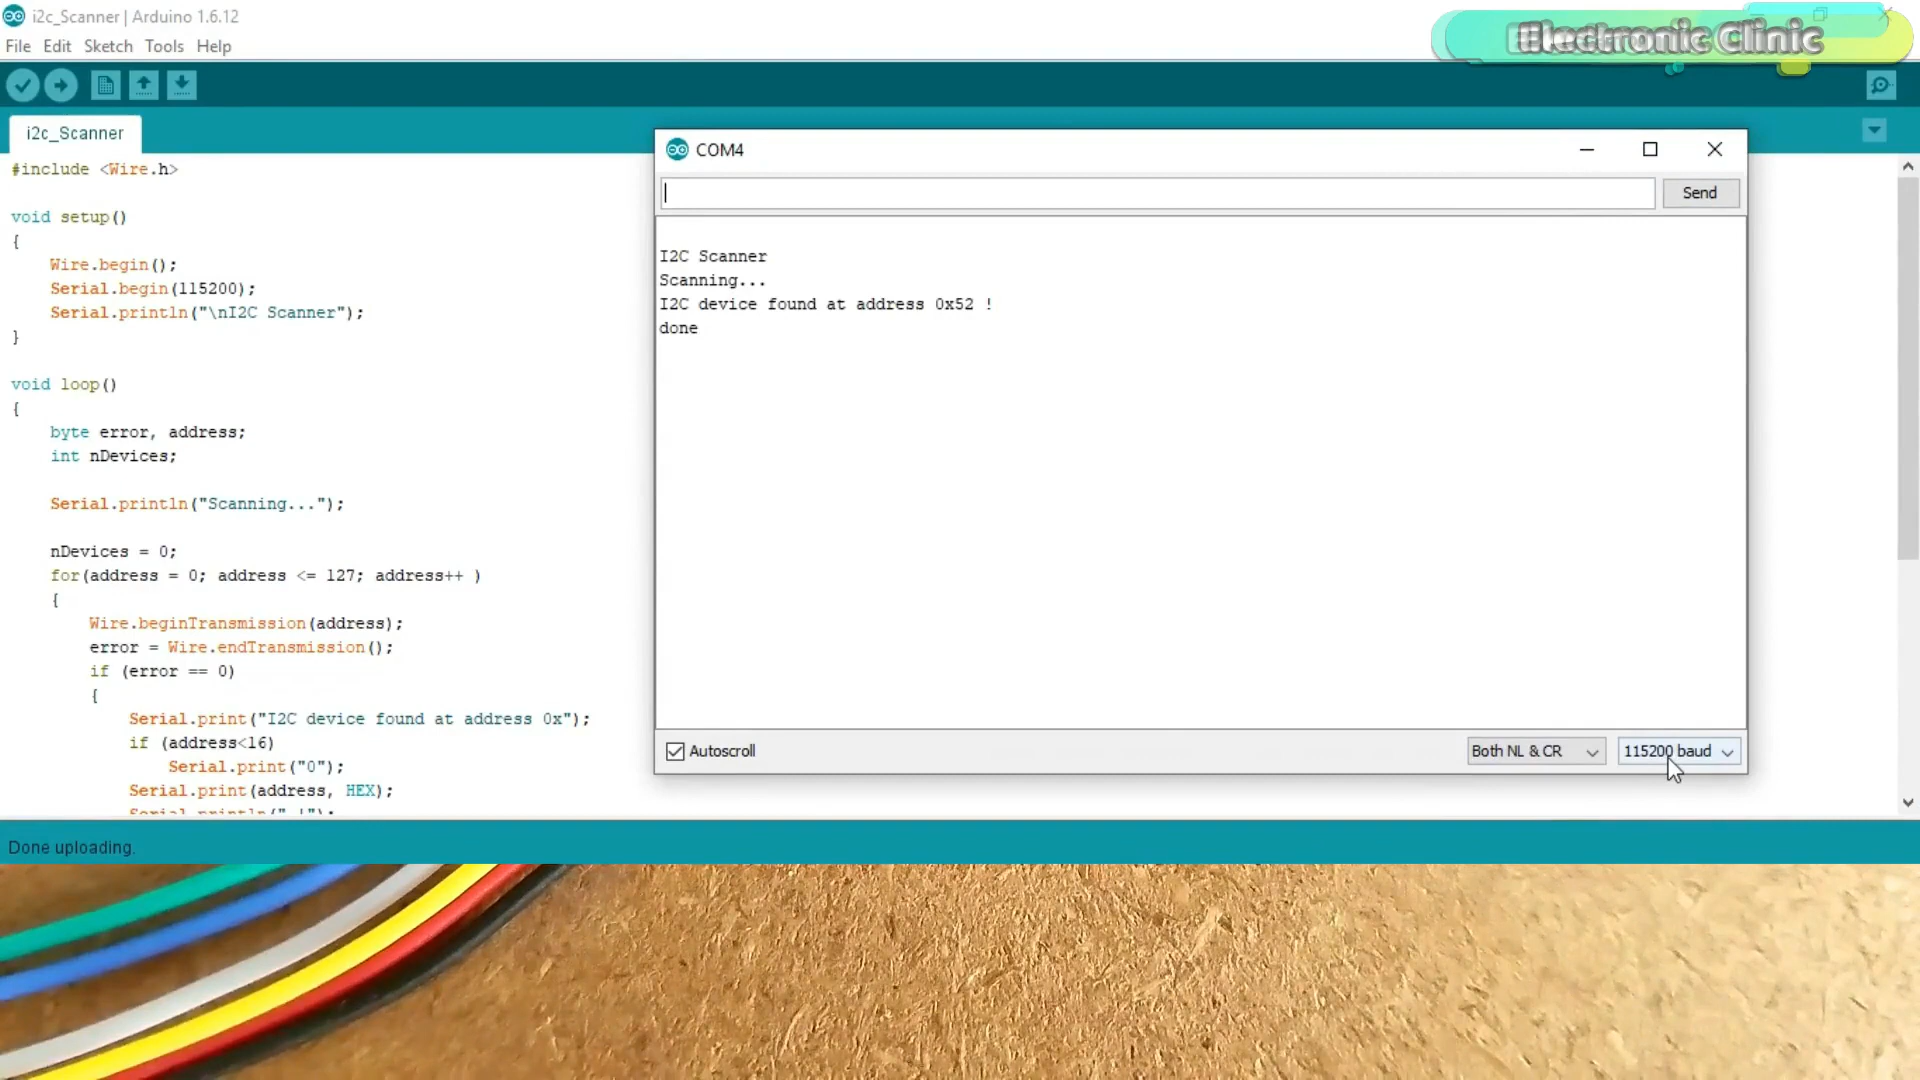 i2c_Scanner | Arduino 1.6.12
Electronic Clinic
File Edit Sketch Tools Help
i2c_Scanner
#include <Wire.h>
void setup()
{
Wire.begin();
Serial.begin(115200);
Serial.println("\nI2C Scanner");
}
void loop()
{
byte error, address;
int nDevices;
Serial.println("Scanning...");
nDevices = 0;
for(address = 0; address <= 127; address++ )
{
Wire.beginTransmission(address);
error = Wire.endTransmission();
if (error == 0)
{
Serial.print("I2C device found at address 0x");
if (address<16)
Serial.print("0");
Serial.print(address, HEX);
Serial.println(" !");
COM4
Send
I2C Scanner
Scanning...
I2C device found at address 0x52 !
done
Autoscroll
Both NL & CR
115200 baud
Done uploading.